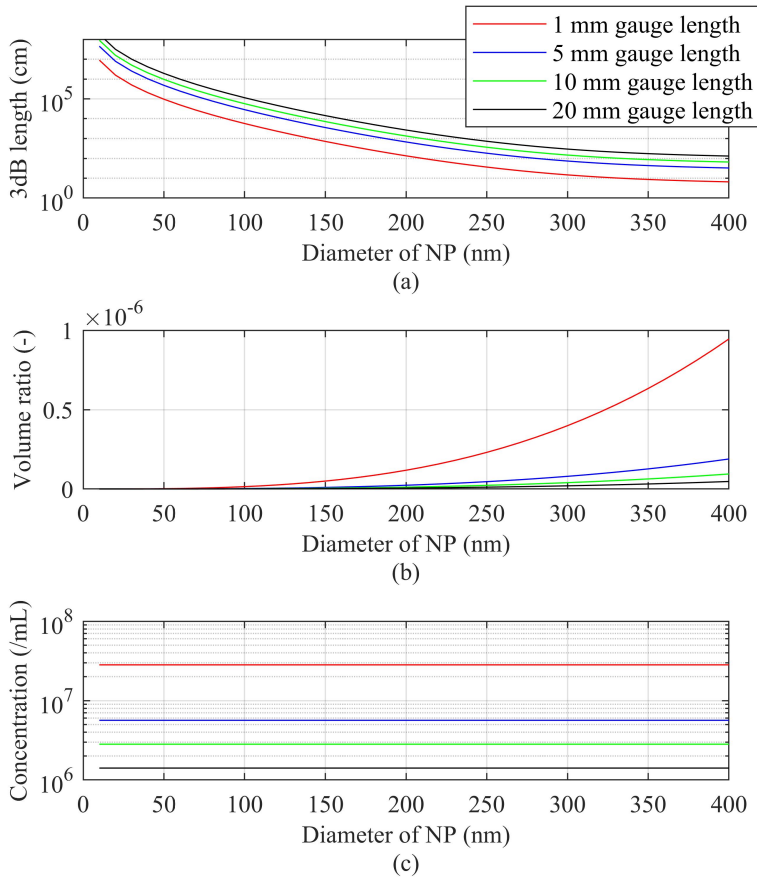 1 mm gauge length
5 mm gauge length
10 mm gauge length
20 mm gauge length
3dB length (cm)
10^5
10^0
0 50 100 150 200 250 300 350 400
Diameter of NP (nm)
(a)
×10^-6
Volume ratio (-)
1
0.5
0
0 50 100 150 200 250 300 350 400
Diameter of NP (nm)
(b)
Concentration (/mL)
10^8
10^7
10^6
0 50 100 150 200 250 300 350 400
Diameter of NP (nm)
(c)